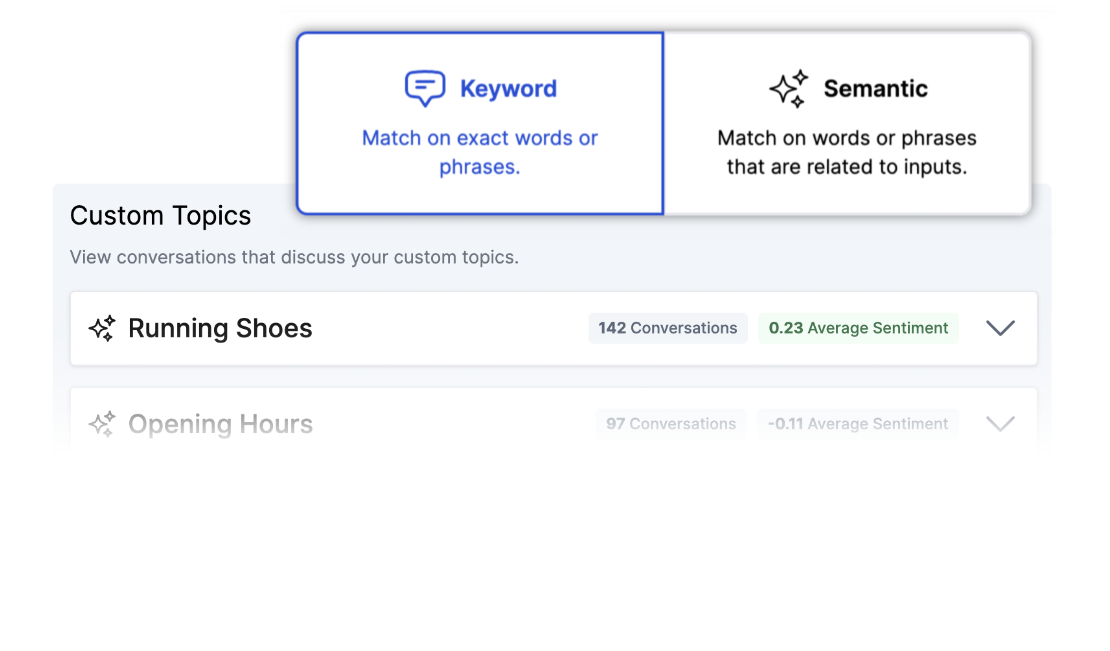 Keyword
Match on exact words or
phrases.
Semantic
Match on words or phrases
that are related to inputs.
Custom Topics
View conversations that discuss your custom topics.
Running Shoes 142 Conversations 0.23 Average Sentiment
Opening Hours 97 Conversations -0.11 Average Sentiment